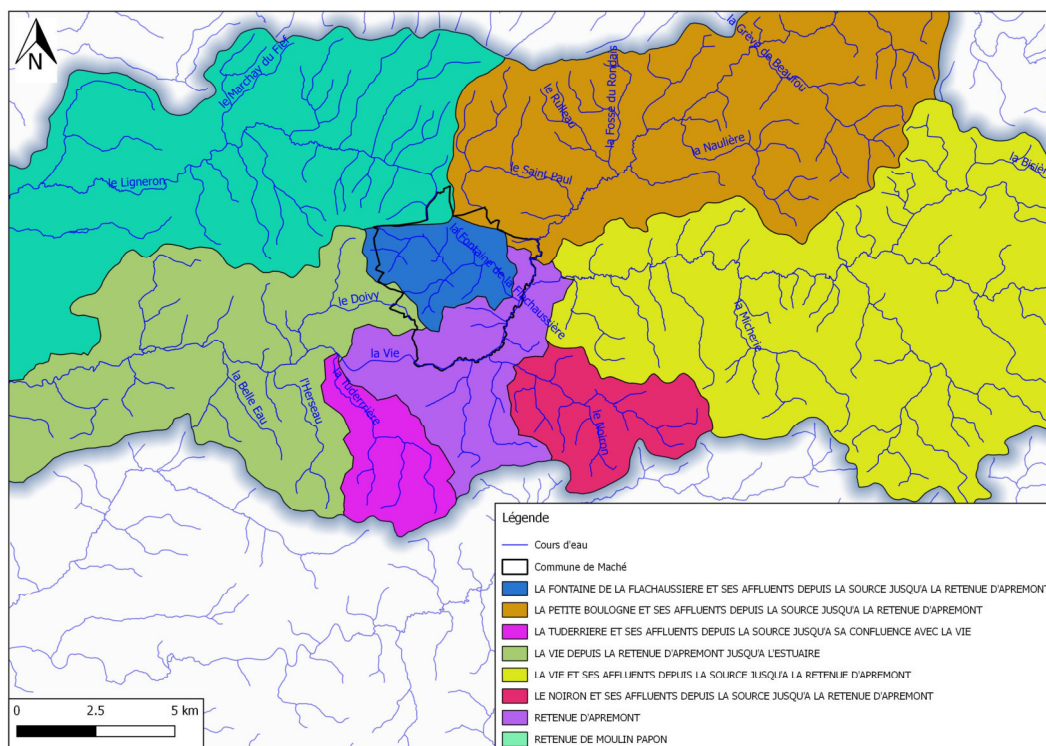 N
le Marchay du Fief
le Ligneron
la Grève de Beaufou
la Fosse du Rondais
le Rulleau
la Naulière
le Saint Paul
la Bisière
la Fontaine de la Flachaussière
le Doivy
la Micherie
la Vie
la Tuderrière
la Belle Eau
l'Herseau
le Noiron
Légende
Cours d'eau
Commune de Maché
LA FONTAINE DE LA FLACHAUSSIERE ET SES AFFLUENTS DEPUIS LA SOURCE JUSQU'A LA RETENUE D'APREMONT
LA PETITE BOULOGNE ET SES AFFLUENTS DEPUIS LA SOURCE JUSQU'A LA RETENUE D'APREMONT
LA TUDERRIERE ET SES AFFLUENTS DEPUIS LA SOURCE JUSQU'A SA CONFLUENCE AVEC LA VIE
LA VIE DEPUIS LA RETENUE D'APREMONT JUSQU'A L'ESTUAIRE
LA VIE ET SES AFFLUENTS DEPUIS LA SOURCE JUSQU'A LA RETENUE D'APREMONT
LE NOIRON ET SES AFFLUENTS DEPUIS LA SOURCE JUSQU'A LA RETENUE D'APREMONT
RETENUE D'APREMONT
RETENUE DE MOULIN PAPON
0 2.5 5 km